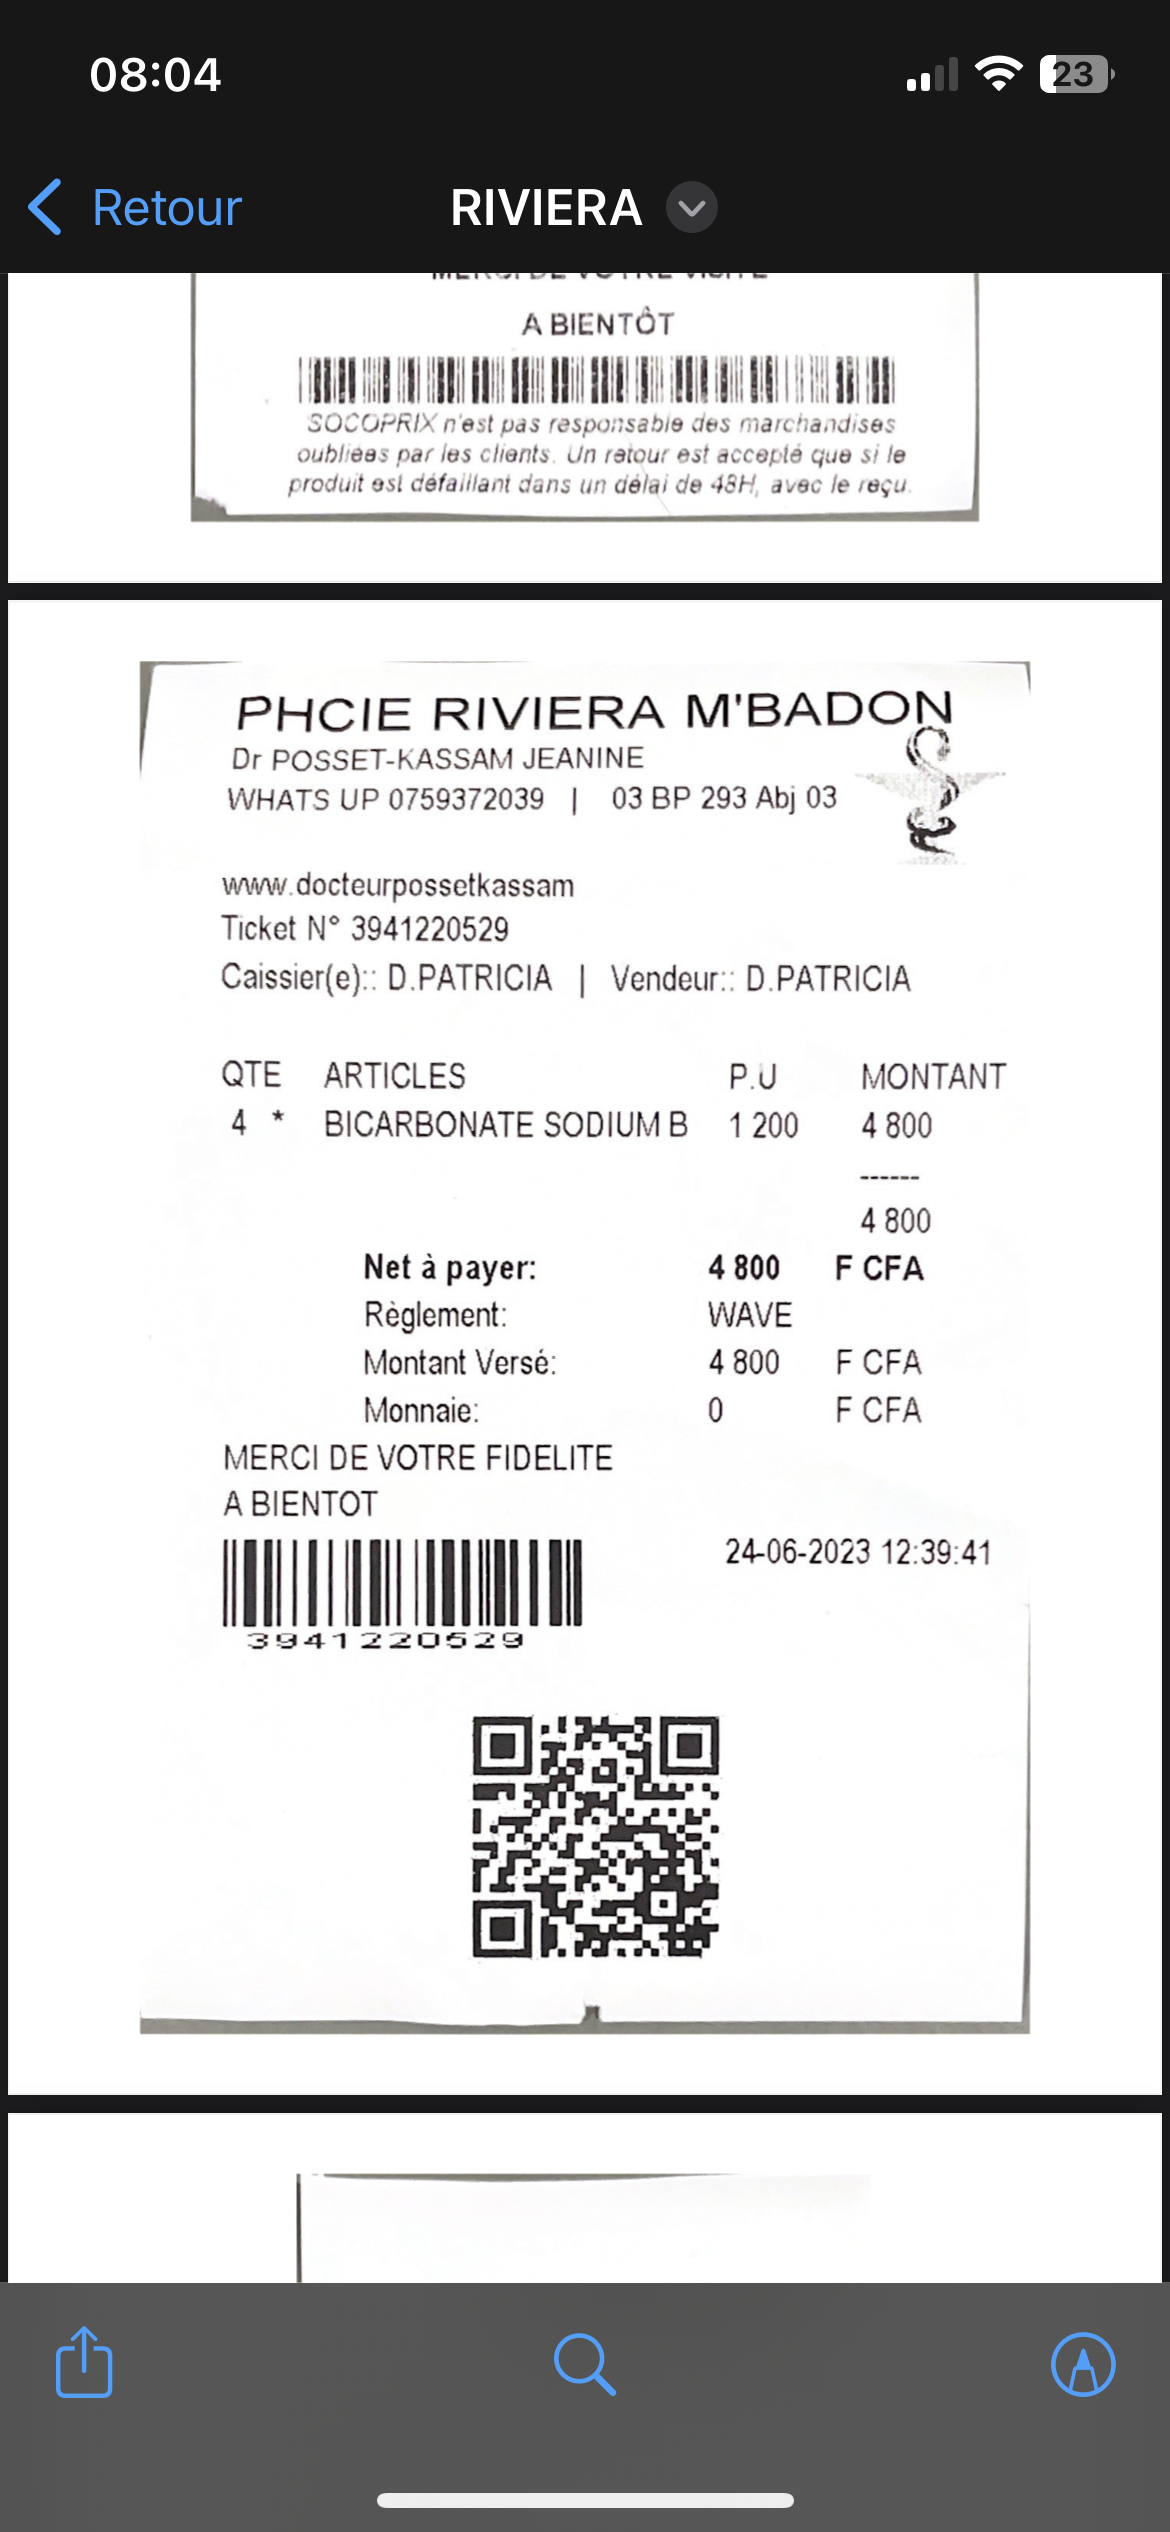 08:04
23
Retour
RIVIERA
MERCI DE VOTRE VISITE
A BIENTÔT
SOCOPRIX n'est pas responsable des marchandises
oubliées par les clients. Un retour est accepté que si le
produit est défaillant dans un délai de 48H, avec le reçu.
PHCIE RIVIERA M'BADON
Dr POSSET-KASSAM JEANINE
WHATS UP 0759372039 | 03 BP 293 Abj 03
www.docteurpossetkassam
Ticket N° 3941220529
Caissier(e):: D.PATRICIA | Vendeur:: D.PATRICIA
QTE ARTICLES P.U MONTANT
4 * BICARBONATE SODIUM B 1 200 4 800
------
4 800
Net à payer: 4 800 F CFA
Règlement: WAVE
Montant Versé: 4 800 F CFA
Monnaie: 0 F CFA
MERCI DE VOTRE FIDELITE
A BIENTOT
24-06-2023 12:39:41
3941220529